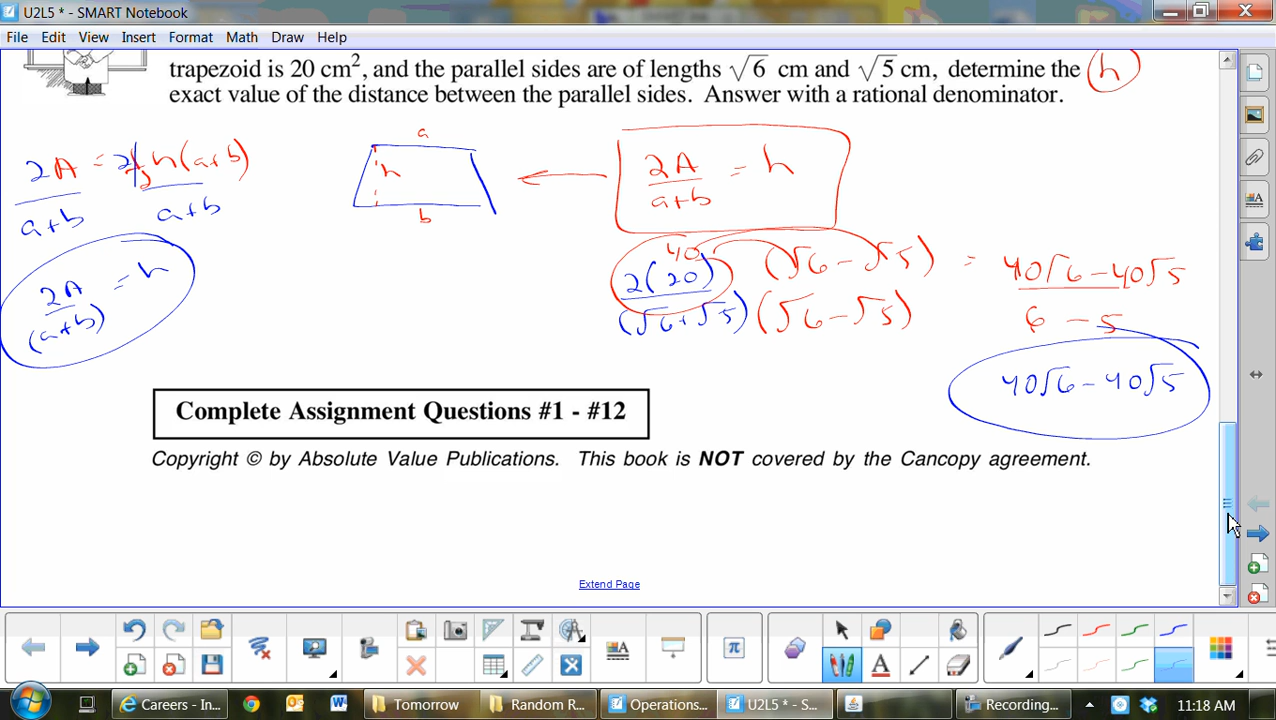 U2L5 * - SMART Notebook
File Edit View Insert Format Math Draw Help
trapezoid is 20 cm², and the parallel sides are of lengths √6 cm and √5 cm, determine the (h)
exact value of the distance between the parallel sides. Answer with a rational denominator.
2A/a+b = 2 ½ h(a+b)/a+b
2A/(a+b) = h
a
h
b
2A/a+b = h
40
2(20) (√6 - √5) = 40√6 - 40√5
(√6+√5) (√6 - √5) 6 - 5
40√6 - 40√5
Complete Assignment Questions #1 - #12
Copyright © by Absolute Value Publications. This book is NOT covered by the Cancopy agreement.
Extend Page
Careers - In...
Tomorrow
Random R...
Operations...
U2L5 * - S...
Recording...
11:18 AM